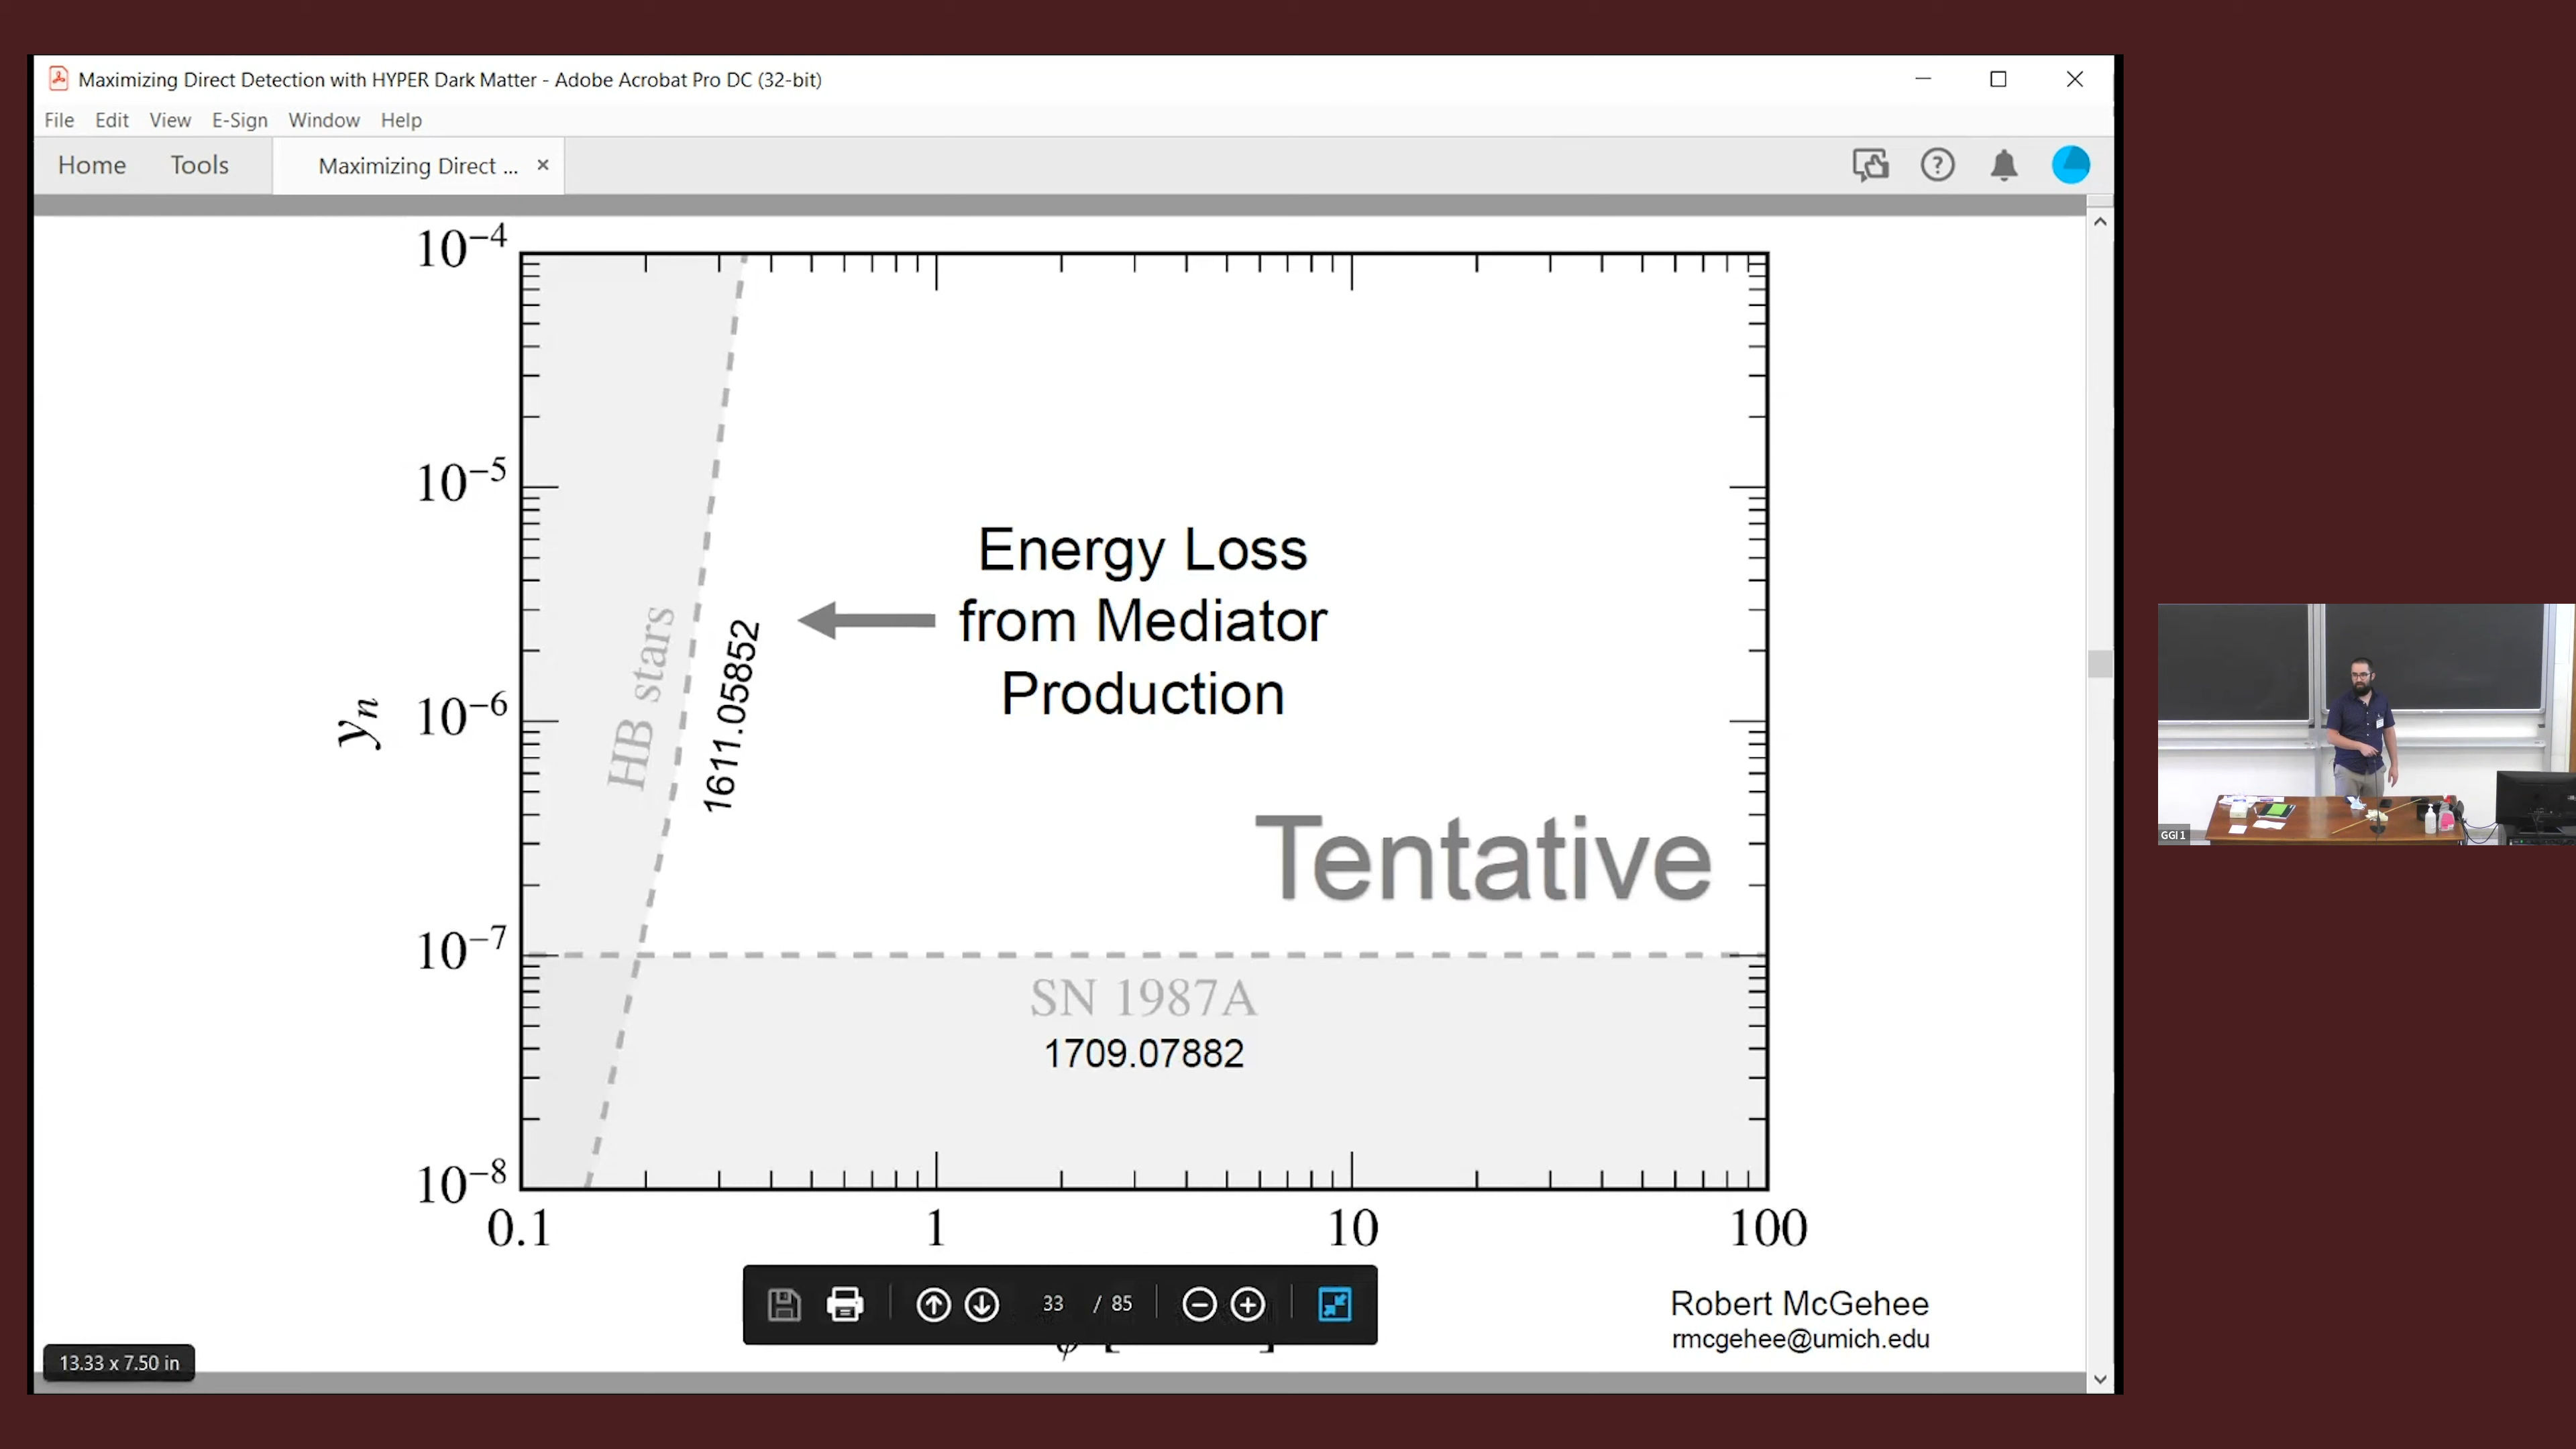 Maximizing Direct Detection with HYPER Dark Matter - Adobe Acrobat Pro DC (32-bit)
File Edit View E-Sign Window Help
Home Tools Maximizing Direct ... ×
10⁻⁴
10⁻⁵
Energy Loss
from Mediator
Production
HB stars
1611.05852
yₙ
10⁻⁶
Tentative
10⁻⁷
SN 1987A
1709.07882
10⁻⁸
0.1 1 10 100
33 / 85
Robert McGehee
rmcgehee@umich.edu
13.33 x 7.50 in
GGI 1